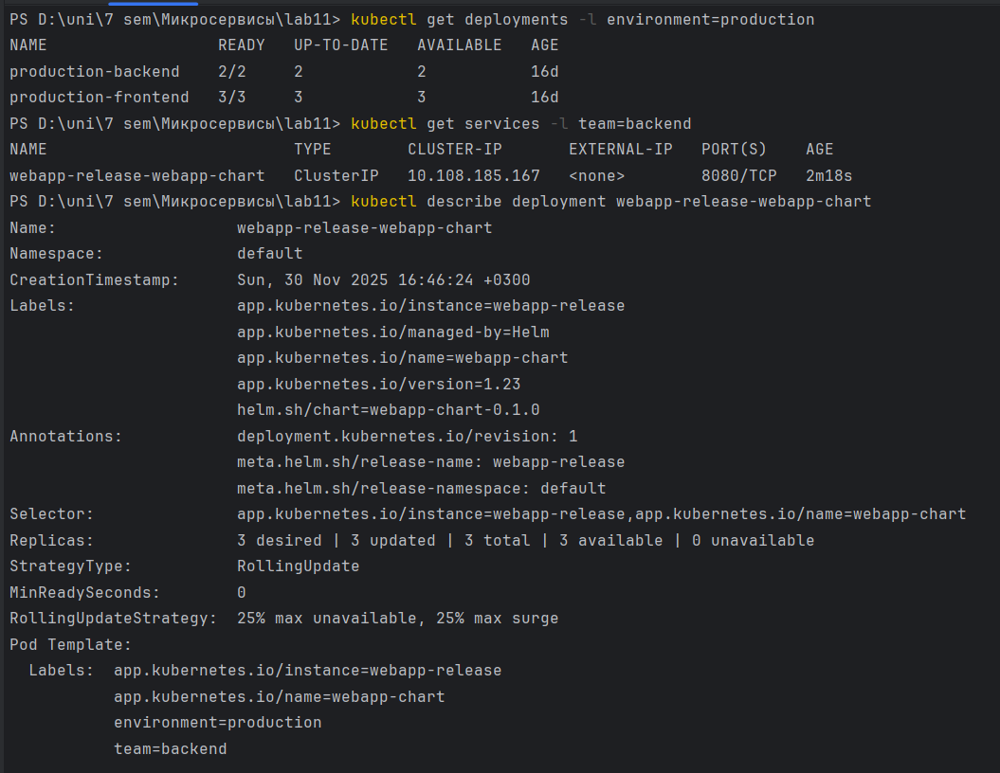 PS D:\uni\7 sem\Микросервисы\lab11> kubectl get deployments -l environment=production
NAME READY UP-TO-DATE AVAILABLE AGE
production-backend 2/2 2 2 16d
production-frontend 3/3 3 3 16d
PS D:\uni\7 sem\Микросервисы\lab11> kubectl get services -l team=backend
NAME TYPE CLUSTER-IP EXTERNAL-IP PORT(S) AGE
webapp-release-webapp-chart ClusterIP 10.108.185.167 <none> 8080/TCP 2m18s
PS D:\uni\7 sem\Микросервисы\lab11> kubectl describe deployment webapp-release-webapp-chart
Name: webapp-release-webapp-chart
Namespace: default
CreationTimestamp: Sun, 30 Nov 2025 16:46:24 +0300
Labels: app.kubernetes.io/instance=webapp-release
app.kubernetes.io/managed-by=Helm
app.kubernetes.io/name=webapp-chart
app.kubernetes.io/version=1.23
helm.sh/chart=webapp-chart-0.1.0
Annotations: deployment.kubernetes.io/revision: 1
meta.helm.sh/release-name: webapp-release
meta.helm.sh/release-namespace: default
Selector: app.kubernetes.io/instance=webapp-release,app.kubernetes.io/name=webapp-chart
Replicas: 3 desired | 3 updated | 3 total | 3 available | 0 unavailable
StrategyType: RollingUpdate
MinReadySeconds: 0
RollingUpdateStrategy: 25% max unavailable, 25% max surge
Pod Template:
Labels: app.kubernetes.io/instance=webapp-release
app.kubernetes.io/name=webapp-chart
environment=production
team=backend